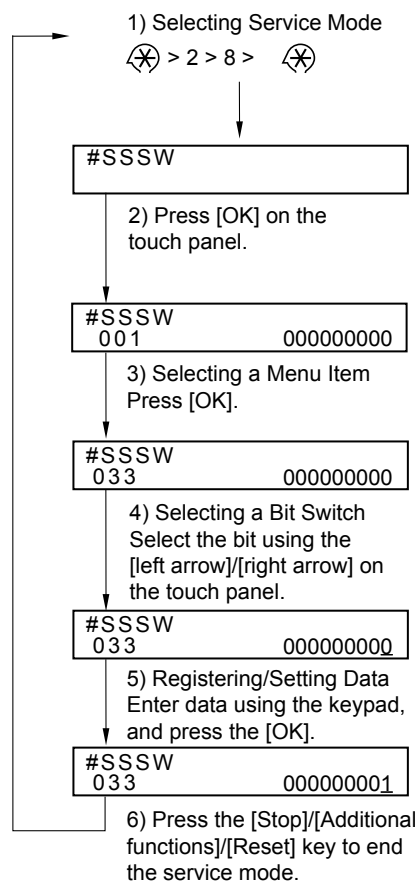 1) Selecting Service Mode
> 2 > 8 >
#SSSW
2) Press [OK] on the
touch panel.
#SSSW
001 000000000
3) Selecting a Menu Item
Press [OK].
#SSSW
033 000000000
4) Selecting a Bit Switch
Select the bit using the
[left arrow]/[right arrow] on
the touch panel.
#SSSW
033 000000000
5) Registering/Setting Data
Enter data using the keypad,
and press the [OK].
#SSSW
033 000000001
6) Press the [Stop]/[Additional
functions]/[Reset] key to end
the service mode.